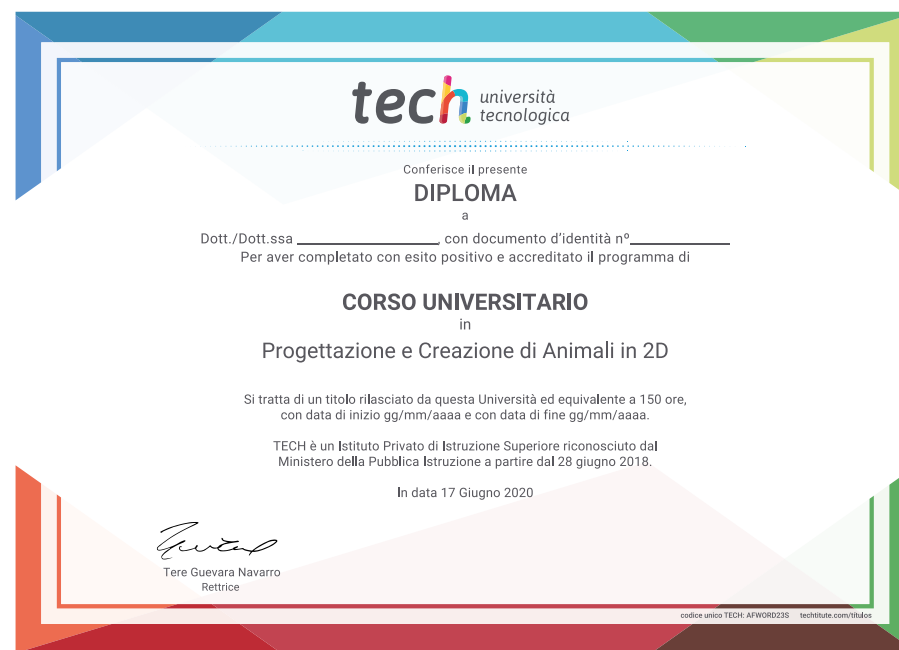 tech università
tecnologica
Conferisce il presente
DIPLOMA
a
Dott./Dott.ssa ____________________, con documento d'identità nº______________
Per aver completato con esito positivo e accreditato il programma di
CORSO UNIVERSITARIO
in
Progettazione e Creazione di Animali in 2D
Si tratta di un titolo rilasciato da questa Università ed equivalente a 150 ore,
con data di inizio gg/mm/aaaa e con data di fine gg/mm/aaaa.
TECH è un Istituto Privato di Istruzione Superiore riconosciuto dal
Ministero della Pubblica Istruzione a partire dal 28 giugno 2018.
In data 17 Giugno 2020
Tere Guevara Navarro
Rettrice
codice unico TECH: AFWORD23S techtitute.com/titulos